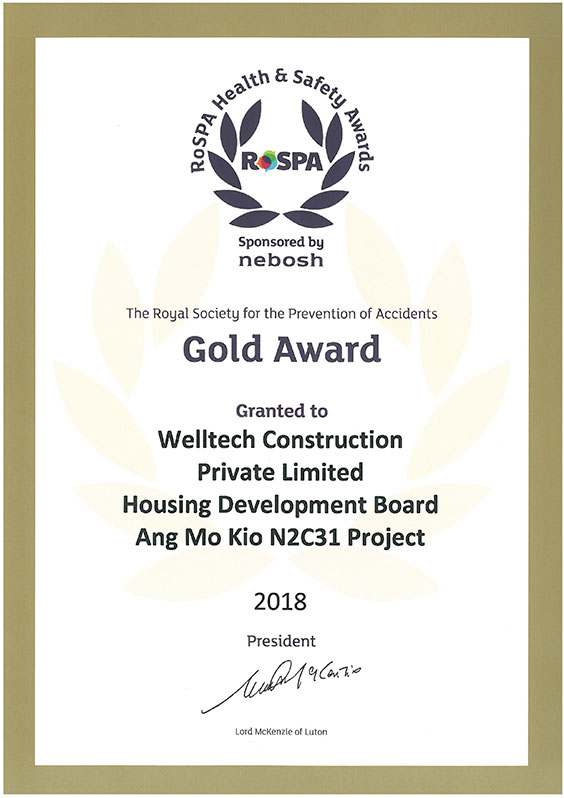 RoSPA Health & Safety Awards
RoSPA
Sponsored by
nebosh
The Royal Society for the Prevention of Accidents
Gold Award
Granted to
Welltech Construction
Private Limited
Housing Development Board
Ang Mo Kio N2C31 Project
2018
President
Lord McKenzie of Luton